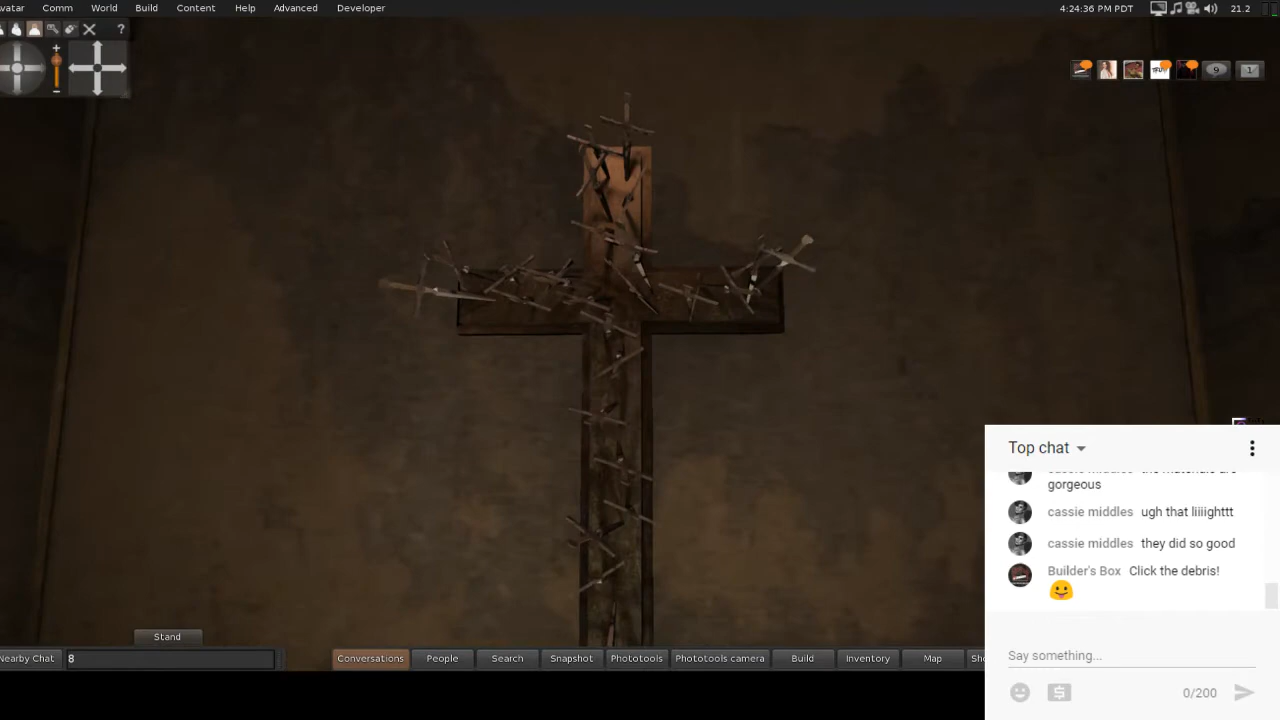 vatar Comm World Build Content Help Advanced Developer 4:24:36 PM PDT 21.2
?
9 1
Top chat
cassie middles
gorgeous
cassie middles ugh that liiiighttt
cassie middles they did so good
Builder's Box Click the debris!
Stand
Nearby Chat 8 Conversations People Search Snapshot Phototools Phototools camera Build Inventory Map
Say something...
0/200